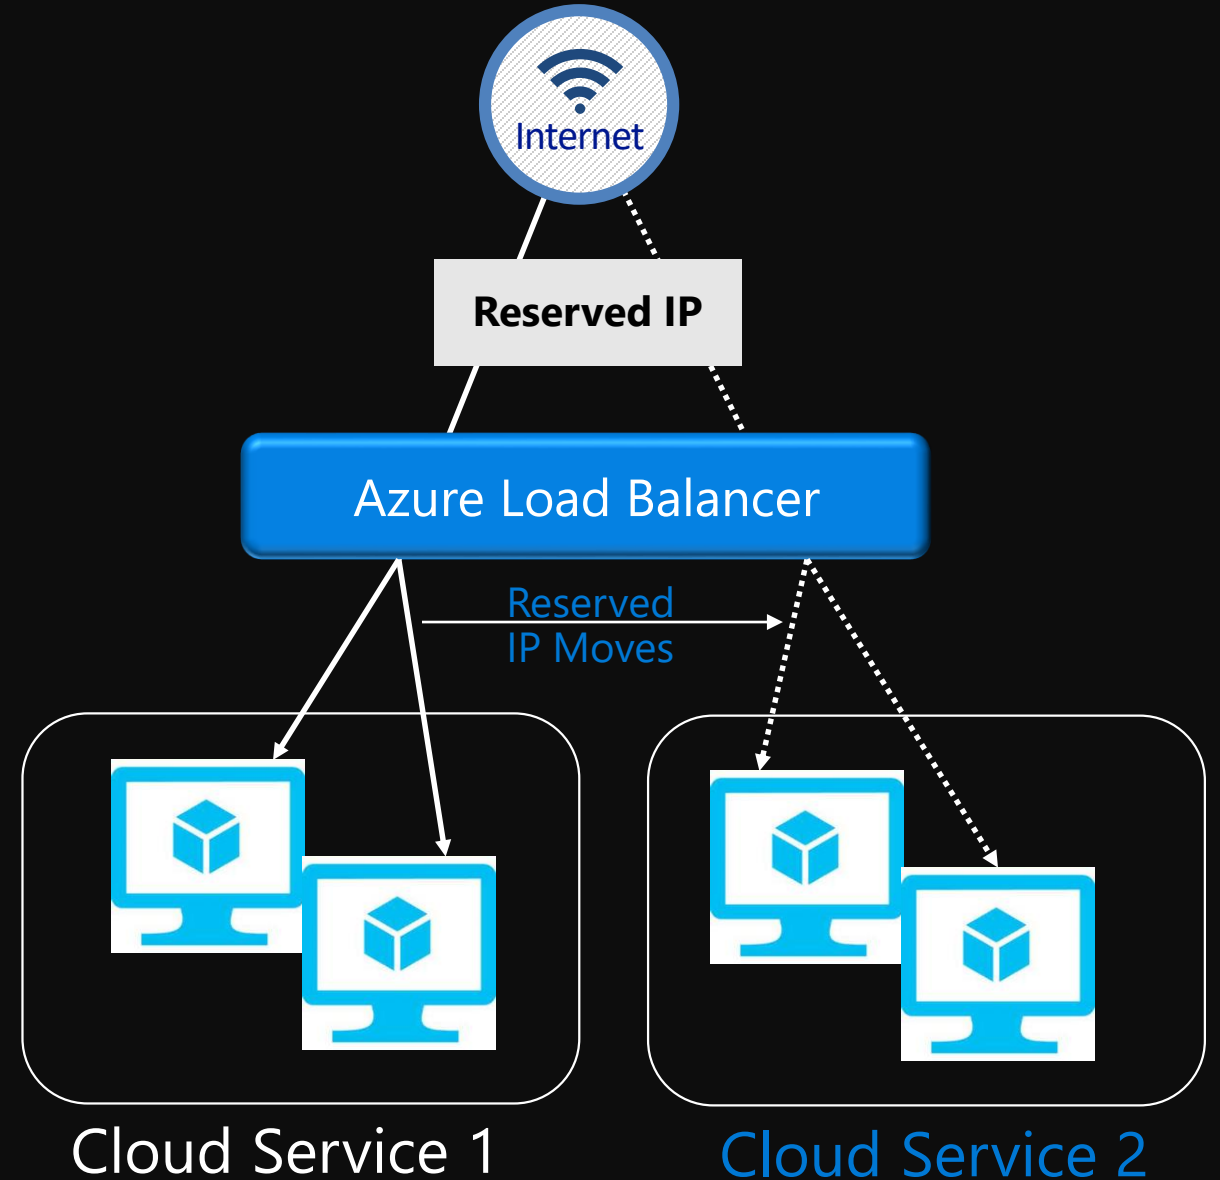 Internet
Reserved IP
Azure Load Balancer
Reserved
IP Moves
Cloud Service 1
Cloud Service 2